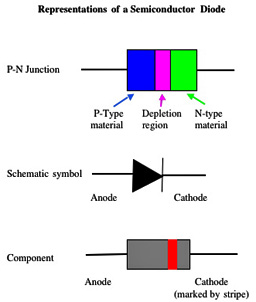 Representations of a Semiconductor Diode
P-N Junction
P-Type
material
Depletion
region
N-type
material
Schematic symbol
Anode
Cathode
Component
Anode
Cathode
(marked by stripe)